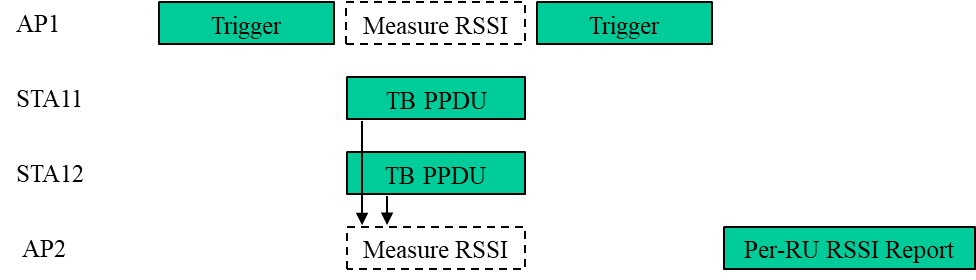 AP1 Trigger Measure RSSI Trigger
STA11 TB PPDU
STA12 TB PPDU
AP2 Measure RSSI Per-RU RSSI Report